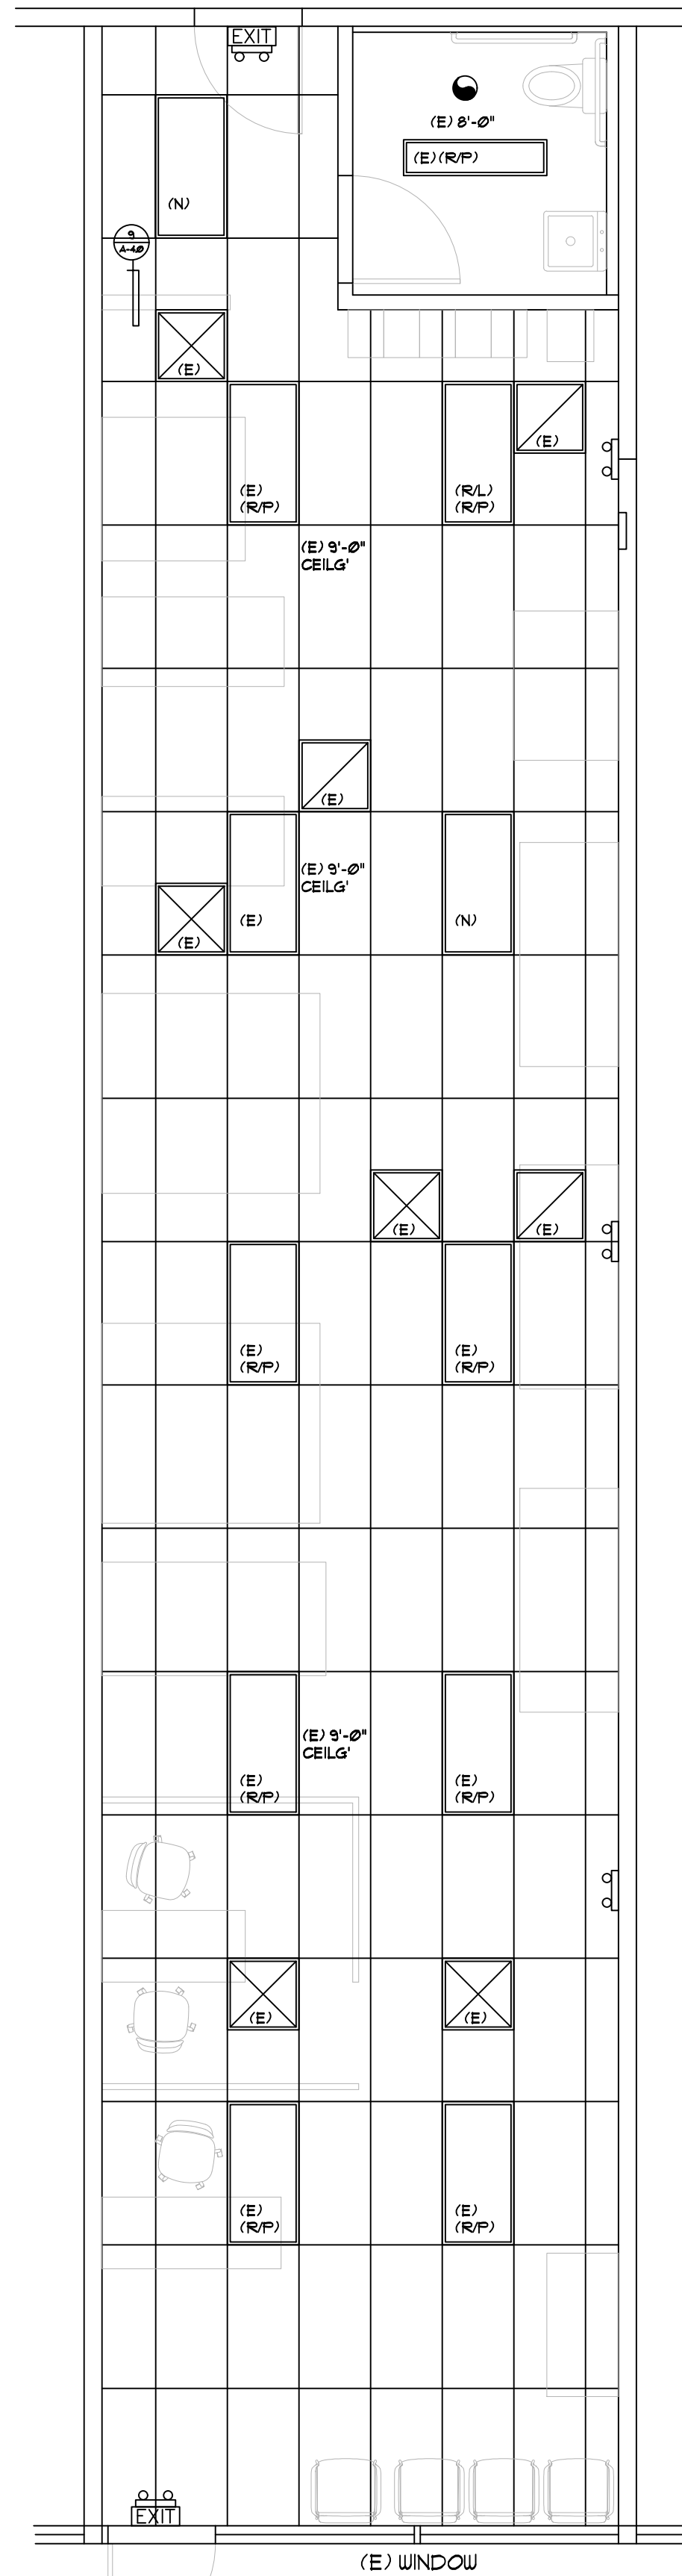 EXIT
(E) 8'-0"
(E)(R/P)
(N)
9
A-4.0
(E)
(E)
(E)
(R/P)
(R/L)
(R/P)
(E) 9'-0"
CEILG'
(E)
(E) 9'-0"
CEILG'
(E)
(E)
(N)
(E)
(E)
(E)
(R/P)
(E)
(R/P)
(E) 9'-0"
CEILG'
(E)
(R/P)
(E)
(R/P)
(E)
(E)
(E)
(R/P)
(E)
(R/P)
EXIT
(E) WINDOW